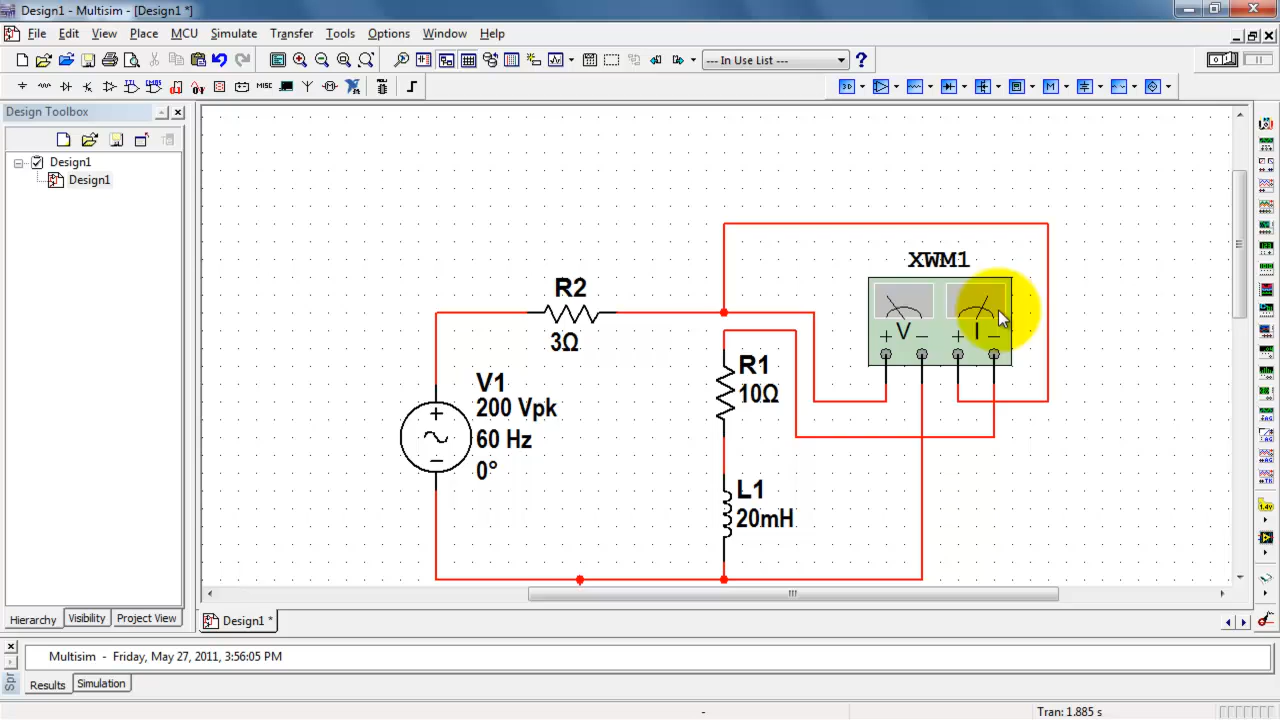 Design1 - Multisim - [Design1 *]
File Edit View Place MCU Simulate Transfer Tools Options Window Help
--- In Use List --- ?
MISC
Design Toolbox
Design1
Design1
XWM1
V I
+ - + -
R2
3Ω
R1
10Ω
V1
200 Vpk
60 Hz
0°
L1
20mH
Hierarchy Visibility Project View
Design1 *
Multisim - Friday, May 27, 2011, 3:56:05 PM
Spr
Results Simulation
- Tran: 1.885 s